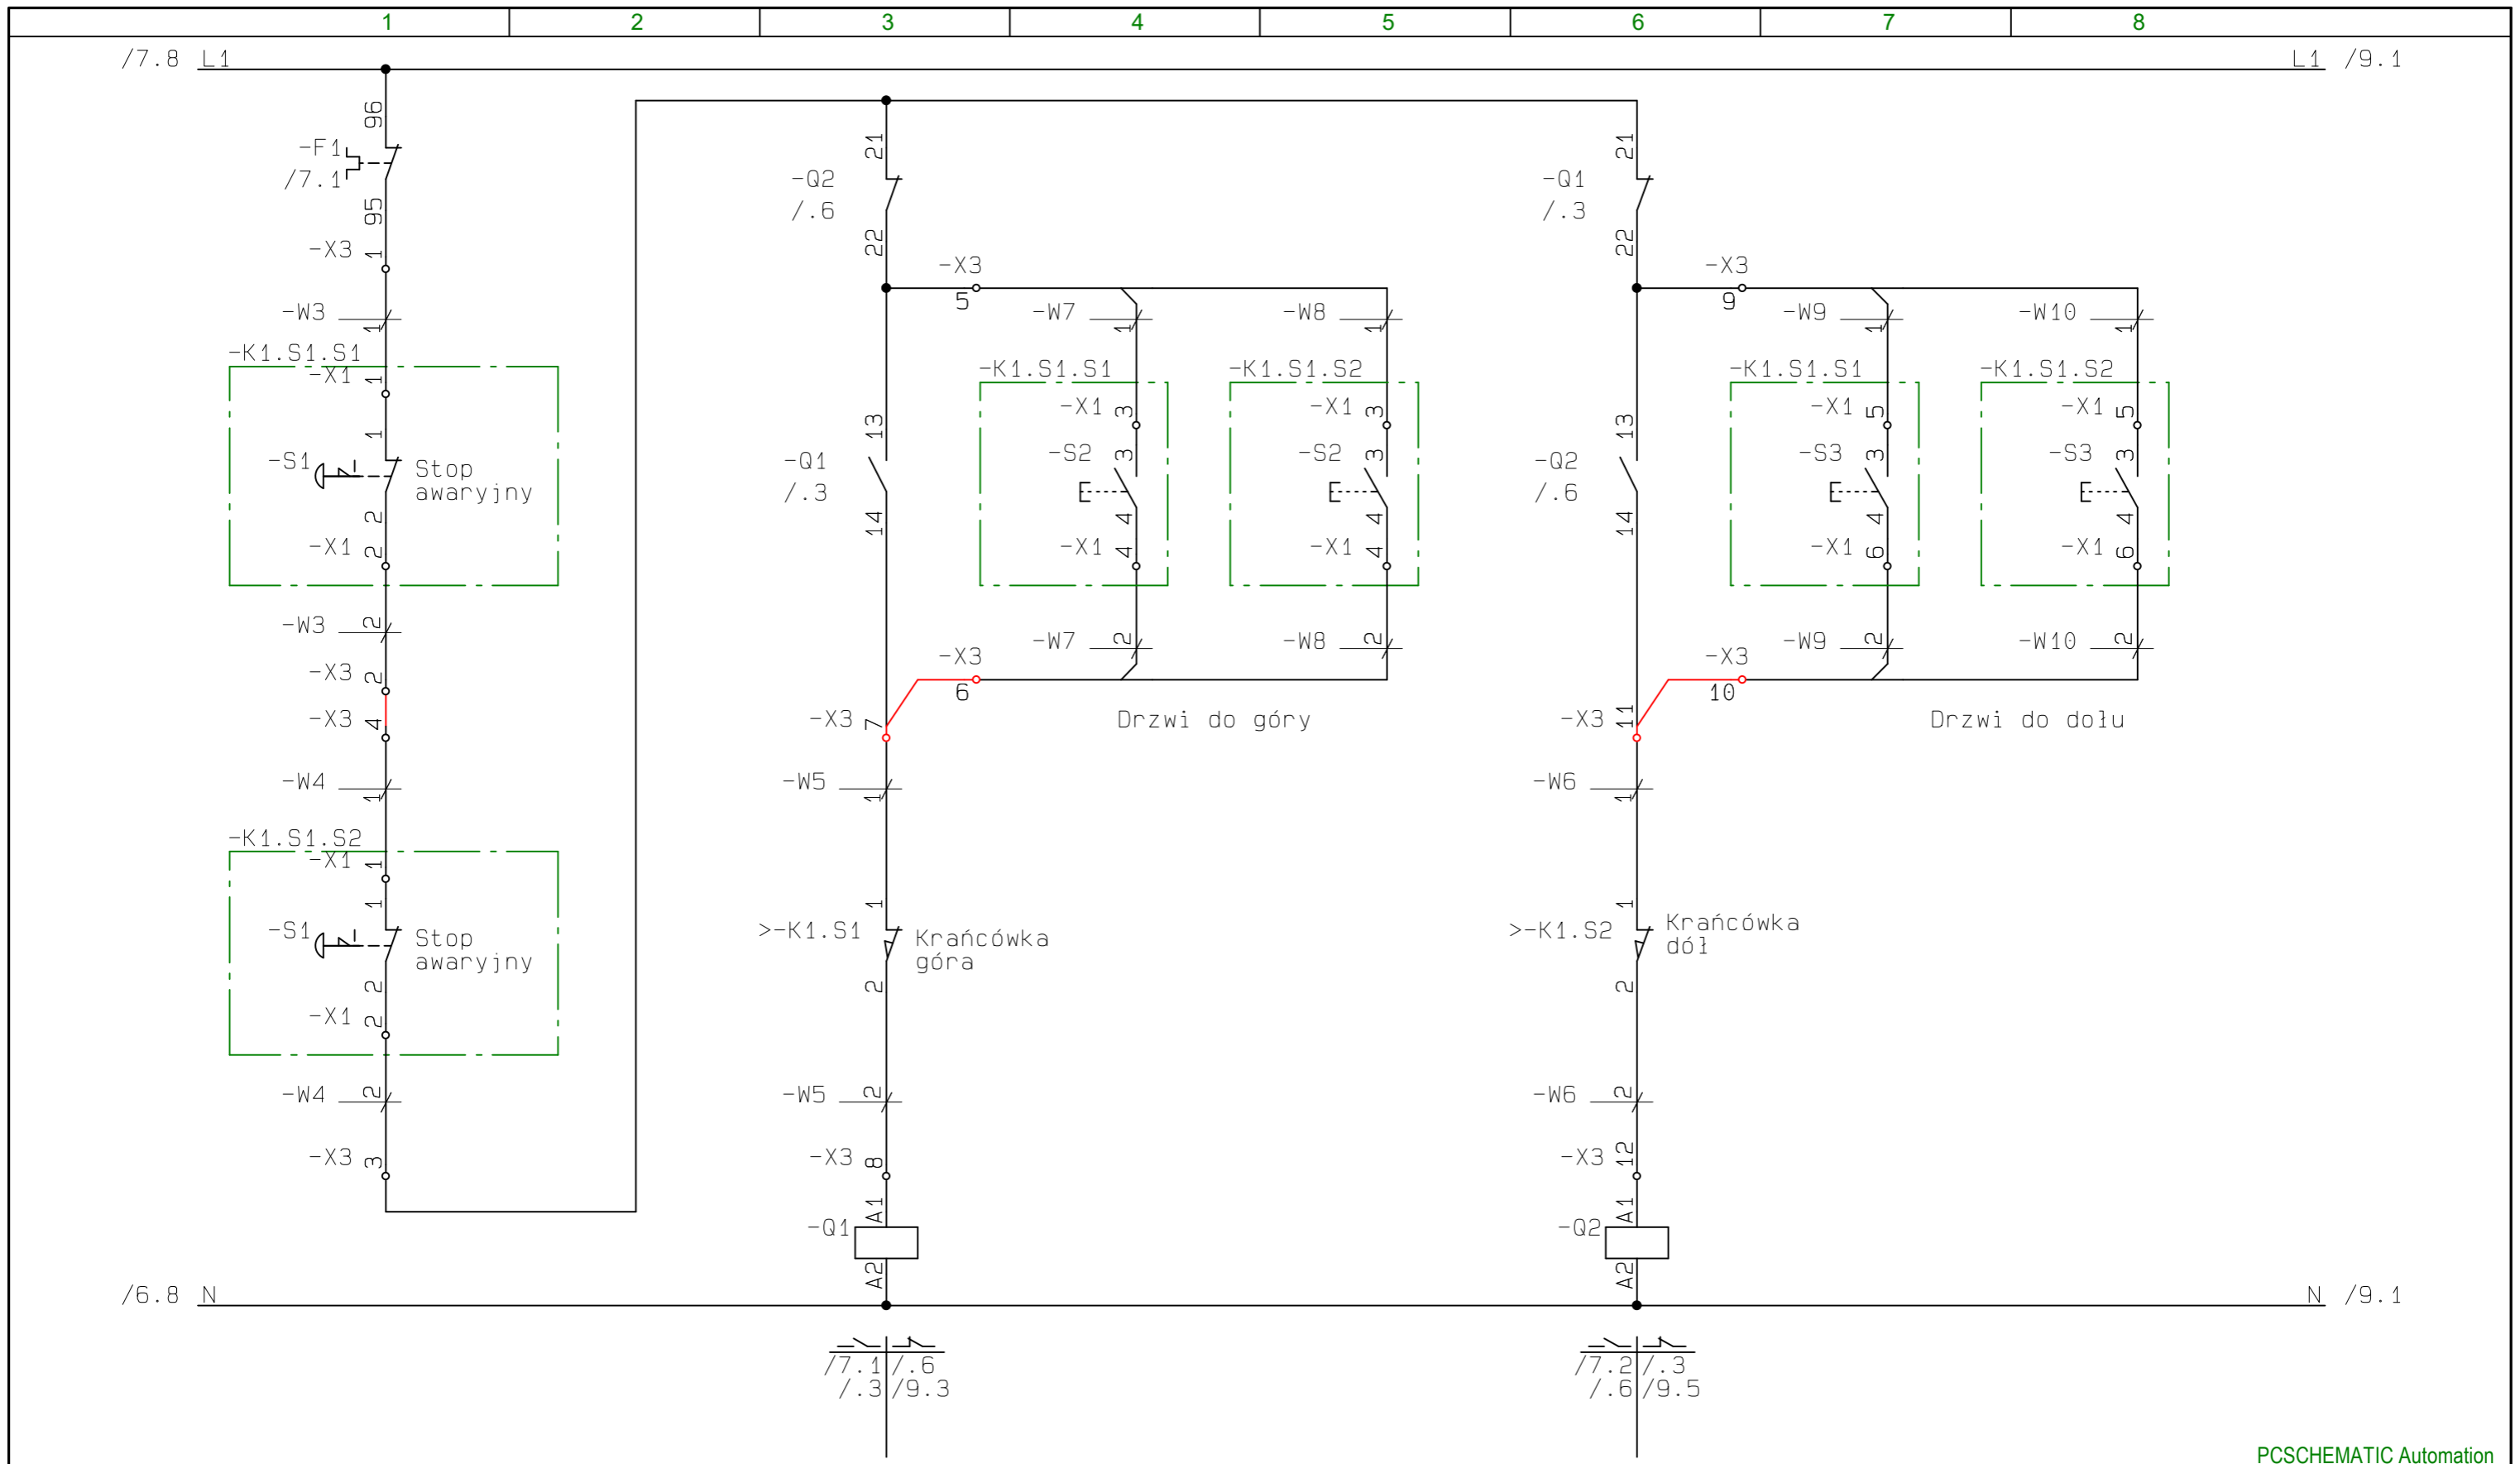 1 2 3 4 5 6 7 8
/7.8 L1 L1 /9.1
96
-F1
/7.1
95
-X3 1
-W3 1
-K1.S1.S1
-X1 1
1
-S1 Stop
awaryjny
2
-X1 2
-W3 2
-X3 2
-X3 4
-W4 1
-K1.S1.S2
-X1 1
1
-S1 Stop
awaryjny
2
-X1 2
-W4 2
-X3 3
21
-Q2
/.6
22
-X3
5
13
-Q1
/.3
14
-X3
6
-X3 7
-W5 1
1
>-K1.S1 Krańcówka
góra
2
-W5 2
-X3 8
A1
-Q1
A2
-W7 1
-K1.S1.S1
-X1 3
-S2 3
4
-X1 4
-W7 2
-W8 1
-K1.S1.S2
-X1 3
-S2 3
4
-X1 4
-W8 2
Drzwi do góry
21
-Q1
/.3
22
-X3
9
13
-Q2
/.6
14
-X3
10
-X3 11
-W6 1
1
>-K1.S2 Krańcówka
dół
2
-W6 2
-X3 12
A1
-Q2
A2
-W9 1
-K1.S1.S1
-X1 5
-S3 3
4
-X1 6
-W9 2
-W10 1
-K1.S1.S2
-X1 5
-S3 3
4
-X1 6
-W10 2
Drzwi do dołu
/6.8 N N /9.1
/7.1 /.6
/.3 /9.3
/7.2 /.3
/.6 /9.5
PCSCHEMATIC Automation